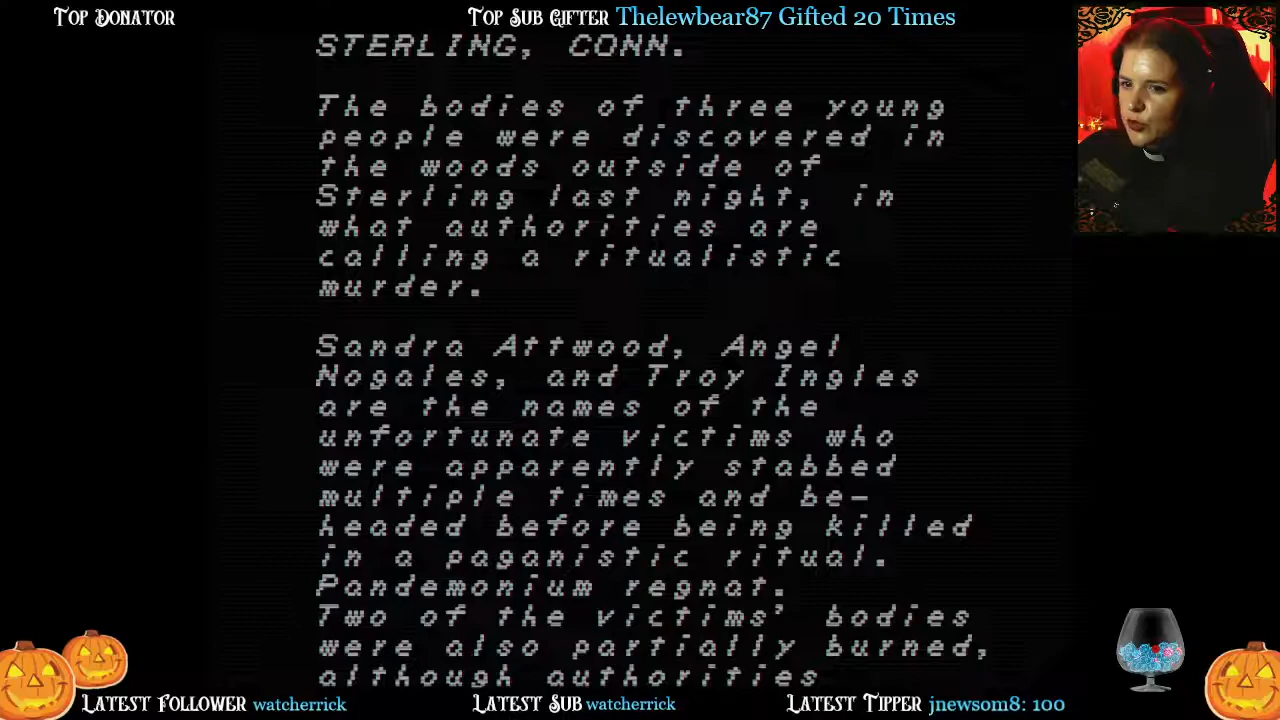 Top Donator
Top Sub Gifter Thelewbear87 Gifted 20 Times
STERLING, CONN.
The bodies of three young
people were discovered in
the woods outside of
Sterling last night, in
what authorities are
calling a ritualistic
murder.
Sandra Attwood, Angel
Nogales, and Troy Ingles
are the names of the
unfortunate victims who
were apparently stabbed
multiple times and be-
headed before being killed
in a paganistic ritual.
Pandemonium regnat.
Two of the victims' bodies
were also partially burned,
although authorities
Latest Follower watcherrick
Latest Sub watcherrick
Latest Tipper jnewsom8: 100